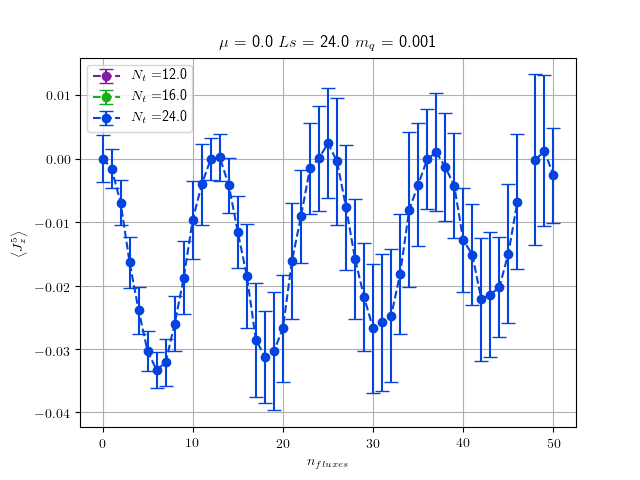 μ = 0.0 Ls = 24.0 m_q = 0.001
N_t =12.0
N_t =16.0
N_t =24.0
⟨J_z^5⟩
0.01
0.00
−0.01
−0.02
−0.03
−0.04
0 10 20 30 40 50
n_fluxes